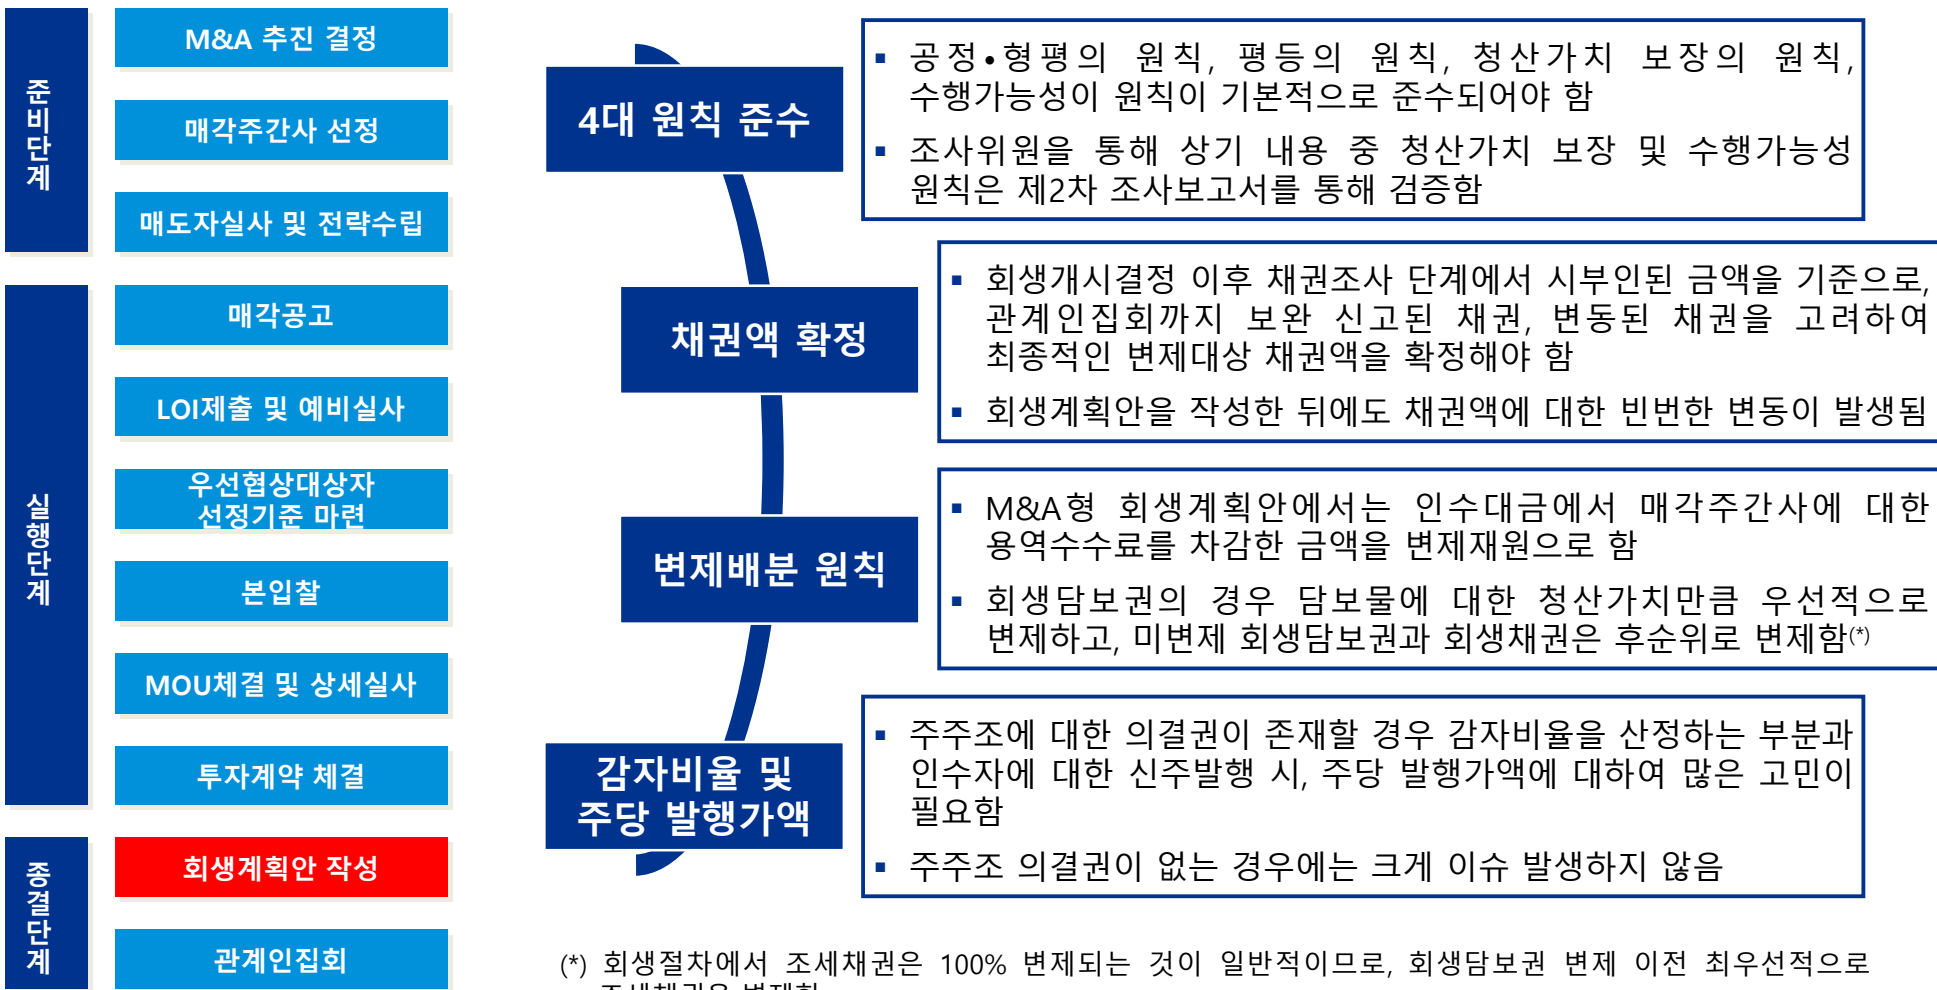 준비단계
M&A 추진 결정
매각주간사 선정
매도자실사 및 전략수립
실행단계
매각공고
LOI제출 및 예비실사
우선협상대상자
선정기준 마련
본입찰
MOU체결 및 상세실사
투자계약 체결
종결단계
회생계획안 작성
관계인집회
4대 원칙 준수
▪ 공정•형평의 원칙, 평등의 원칙, 청산가치 보장의 원칙,
수행가능성이 원칙이 기본적으로 준수되어야 함
▪ 조사위원을 통해 상기 내용 중 청산가치 보장 및 수행가능성
원칙은 제2차 조사보고서를 통해 검증함
채권액 확정
▪ 회생개시결정 이후 채권조사 단계에서 시부인된 금액을 기준으로,
관계인집회까지 보완 신고된 채권, 변동된 채권을 고려하여
최종적인 변제대상 채권액을 확정해야 함
▪ 회생계획안을 작성한 뒤에도 채권액에 대한 빈번한 변동이 발생됨
변제배분 원칙
▪ M&A형 회생계획안에서는 인수대금에서 매각주간사에 대한
용역수수료를 차감한 금액을 변제재원으로 함
▪ 회생담보권의 경우 담보물에 대한 청산가치만큼 우선적으로
변제하고, 미변제 회생담보권과 회생채권은 후순위로 변제함(*)
감자비율 및
주당 발행가액
▪ 주주조에 대한 의결권이 존재할 경우 감자비율을 산정하는 부분과
인수자에 대한 신주발행 시, 주당 발행가액에 대하여 많은 고민이
필요함
▪ 주주조 의결권이 없는 경우에는 크게 이슈 발생하지 않음
(*) 회생절차에서 조세채권은 100% 변제되는 것이 일반적이므로, 회생담보권 변제 이전 최우선적으로